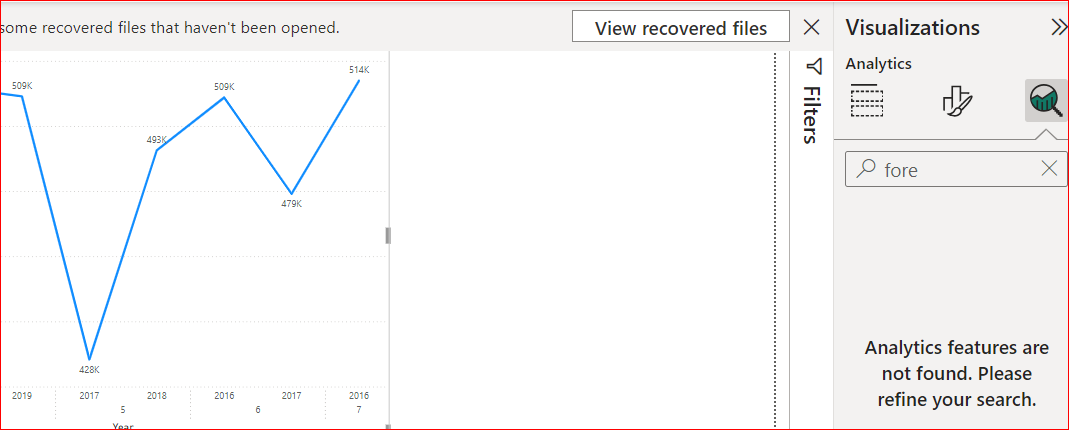 some recovered files that haven't been opened.
View recovered files
Visualizations
Analytics
Filters
fore
Analytics features are
not found. Please
refine your search.
509K
428K
493K
509K
479K
514K
2019 2017 2018 2016 2017 2016
5 6 7
Year